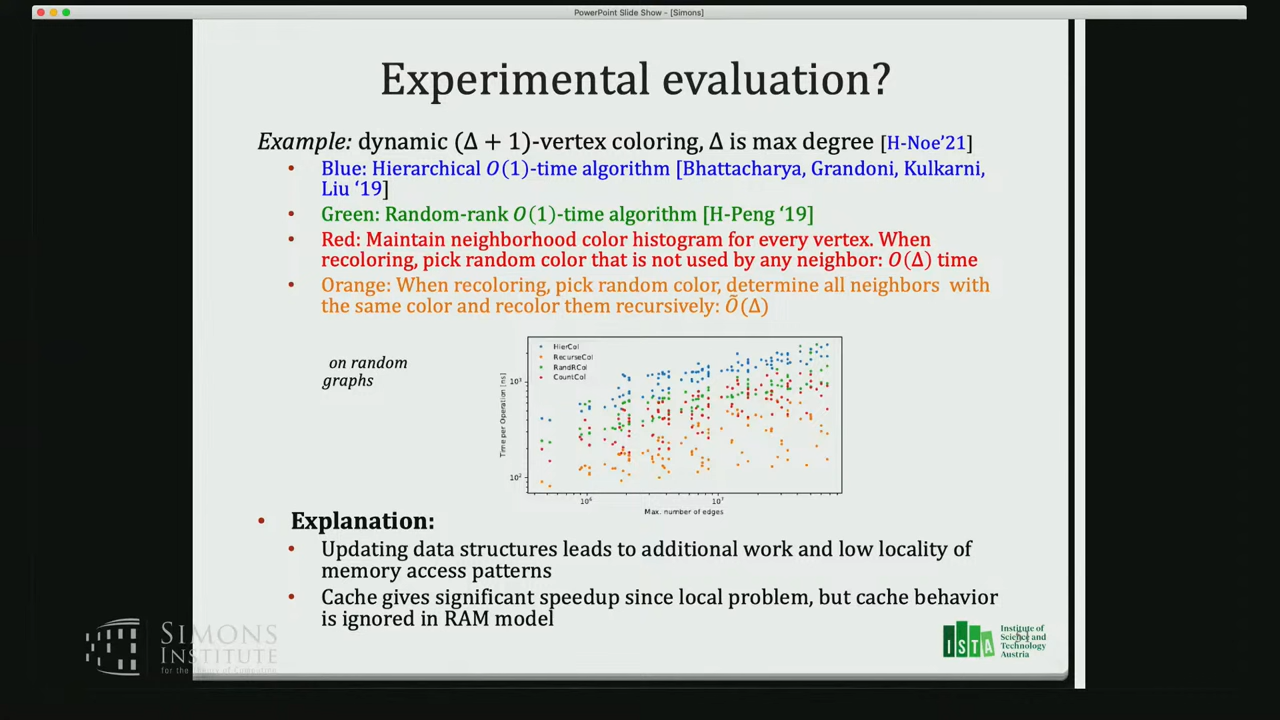 PowerPoint Slide Show - [Simons]
Experimental evaluation?
Example: dynamic (Δ + 1)-vertex coloring, Δ is max degree [H-Noe’21]
• Blue: Hierarchical O(1)-time algorithm [Bhattacharya, Grandoni, Kulkarni,
Liu ‘19]
• Green: Random-rank O(1)-time algorithm [H-Peng ‘19]
• Red: Maintain neighborhood color histogram for every vertex. When
recoloring, pick random color that is not used by any neighbor: O(Δ) time
• Orange: When recoloring, pick random color, determine all neighbors with
the same color and recolor them recursively: Õ(Δ)
on random
graphs
HierCol
RecurseCol
RandRCol
CountCol
Time per Operation [ns]
10³
10²
10⁶
10⁷
Max. number of edges
• Explanation:
• Updating data structures leads to additional work and low locality of
memory access patterns
• Cache gives significant speedup since local problem, but cache behavior
is ignored in RAM model
SIMONS
INSTITUTE
for the Theory of Computing
ISTA
Institute of
Science and
Technology
Austria